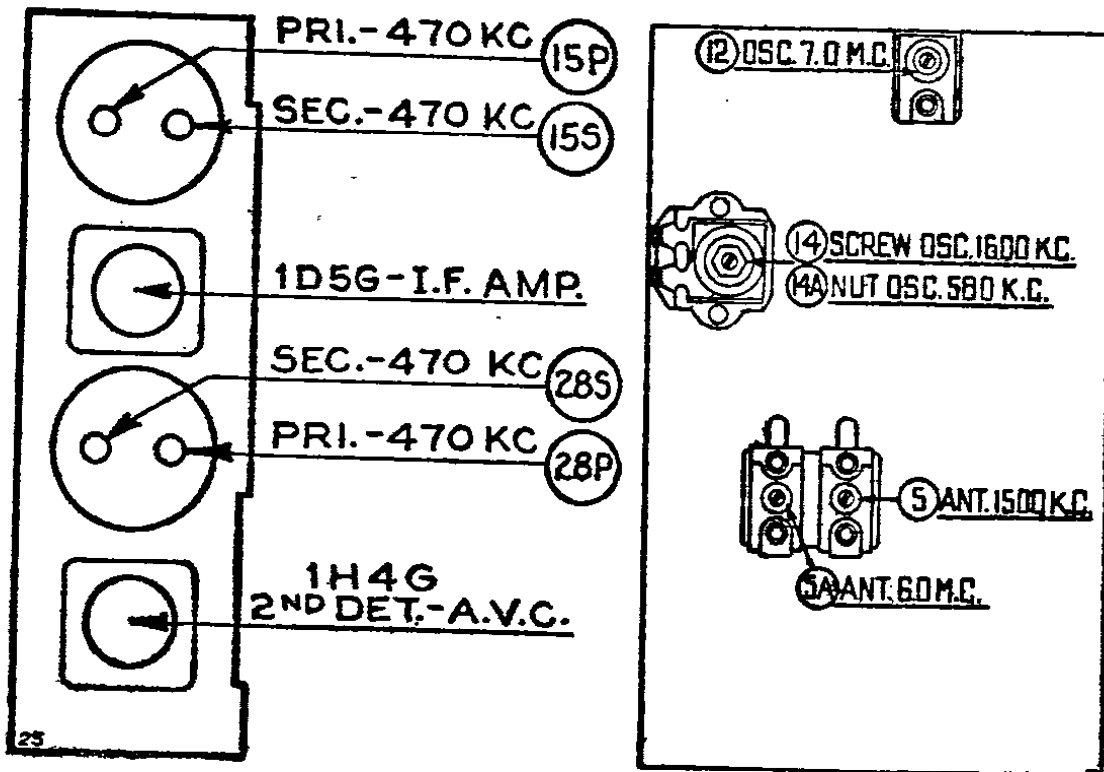 PRI.-470 KC 15P
SEC.-470 KC 15S
1D5G-I.F. AMP.
SEC.-470 KC 28S
PRI.-470 KC 28P
1H4G
2ND DET.-A.V.C.
25
12 OSC. 7.0 M.C.
14 SCREW OSC. 1600 KC.
14A NUT OSC. 580 K.C.
5 ANT. 1500 K.C.
5A ANT. 6.0 M.C.